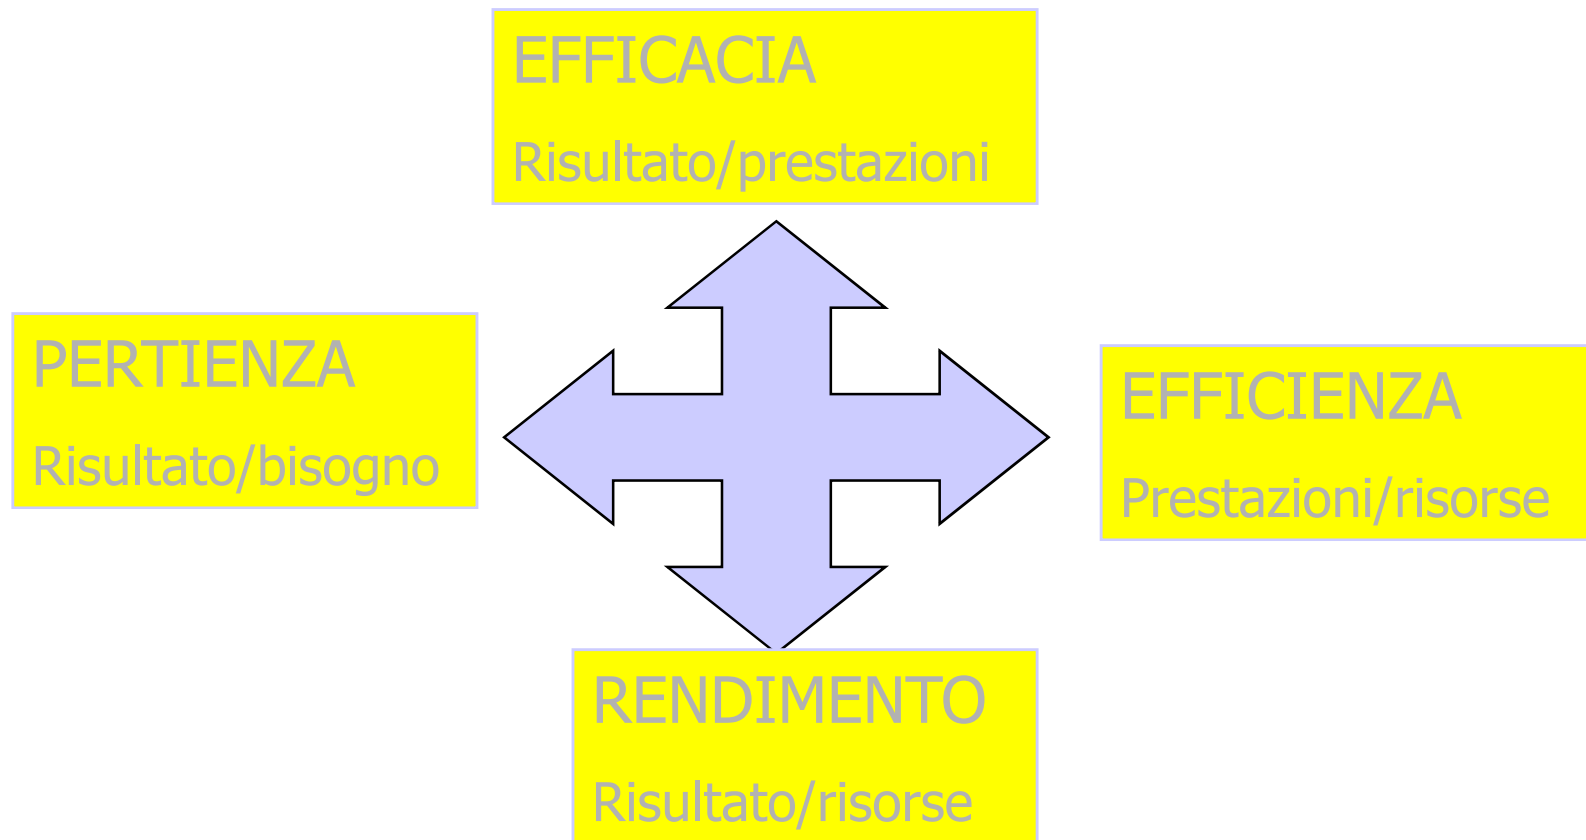 EFFICACIA
Risultato/prestazioni
PERTIENZA
Risultato/bisogno
EFFICIENZA
Prestazioni/risorse
RENDIMENTO
Risultato/risorse